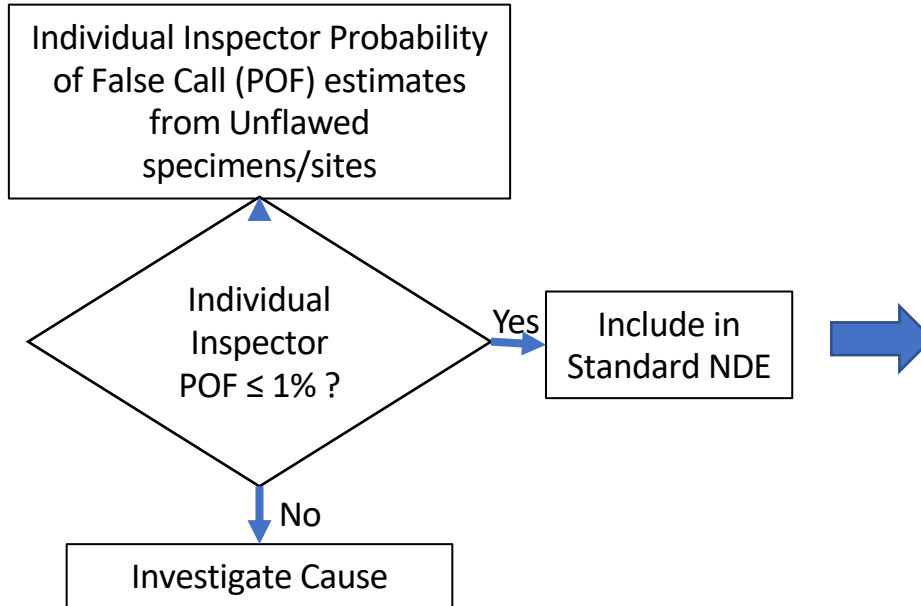 Individual Inspector Probability
of False Call (POF) estimates
from Unflawed
specimens/sites
Individual
Inspector
POF ≤ 1% ?
Yes
Include in
Standard NDE
No
Investigate Cause